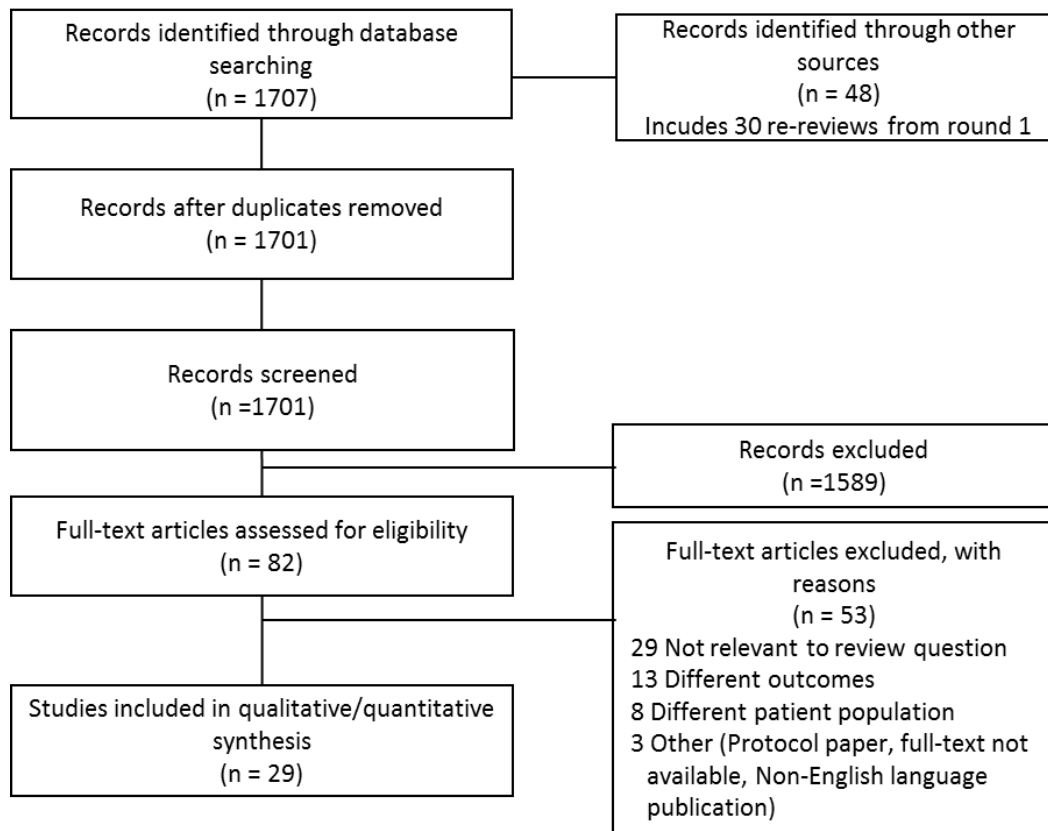 Records identified through database
searching
(n = 1707)
Records identified through other
sources
(n = 48)
Incudes 30 re-reviews from round 1
Records after duplicates removed
(n = 1701)
Records screened
(n =1701)
Records excluded
(n =1589)
Full-text articles assessed for eligibility
(n = 82)
Full-text articles excluded, with
reasons
(n = 53)
29 Not relevant to review question
13 Different outcomes
8 Different patient population
3 Other (Protocol paper, full-text not
available, Non-English language
publication)
Studies included in qualitative/quantitative
synthesis
(n = 29)